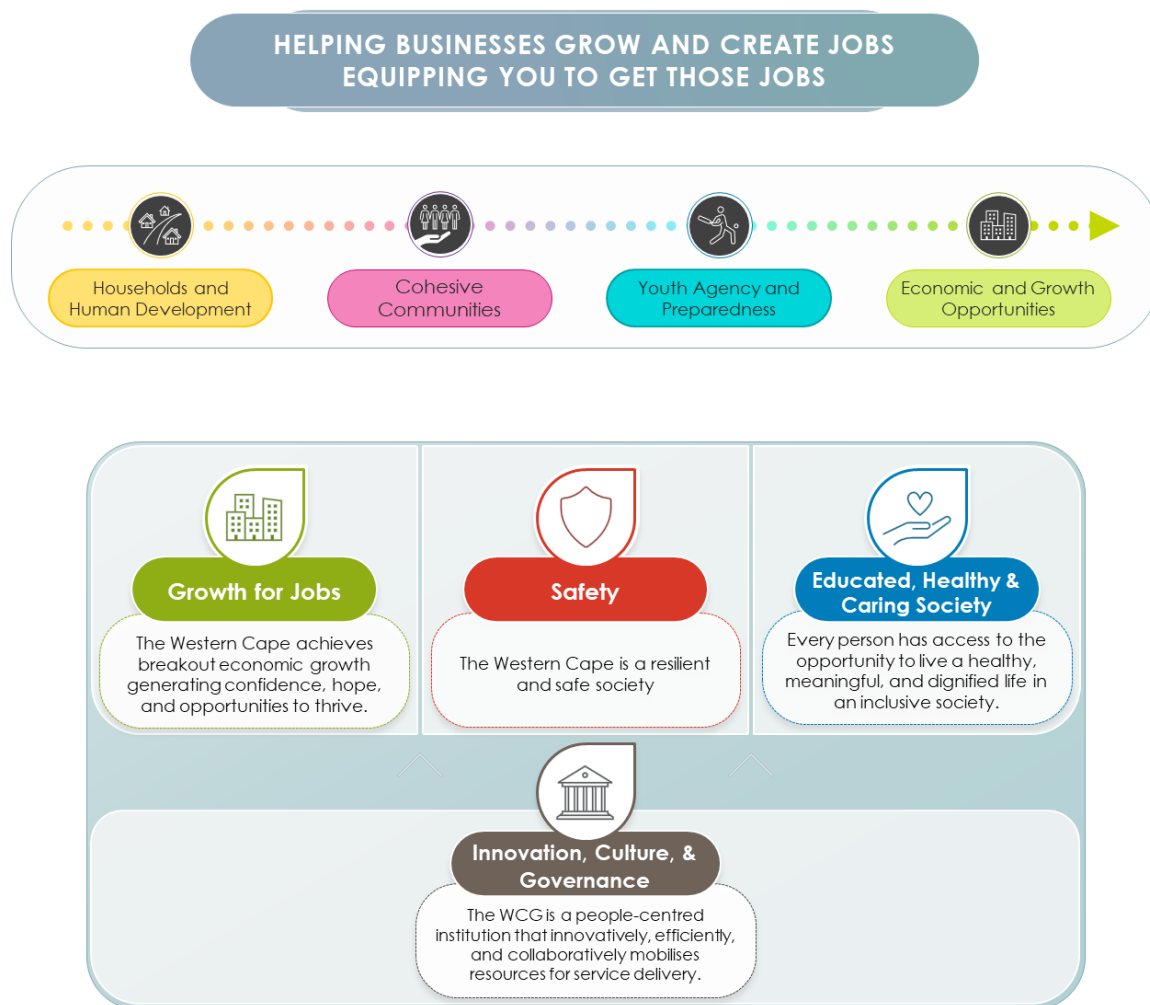 HELPING BUSINESSES GROW AND CREATE JOBS
EQUIPPING YOU TO GET THOSE JOBS
Households and
Human Development
Cohesive
Communities
Youth Agency and
Preparedness
Economic and Growth
Opportunities
Growth for Jobs
The Western Cape achieves
breakout economic growth
generating confidence, hope,
and opportunities to thrive.
Safety
The Western Cape is a resilient
and safe society
Educated, Healthy &
Caring Society
Every person has access to the
opportunity to live a healthy,
meaningful, and dignified life in
an inclusive society.
Innovation, Culture, &
Governance
The WCG is a people-centred
institution that innovatively, efficiently,
and collaboratively mobilises
resources for service delivery.